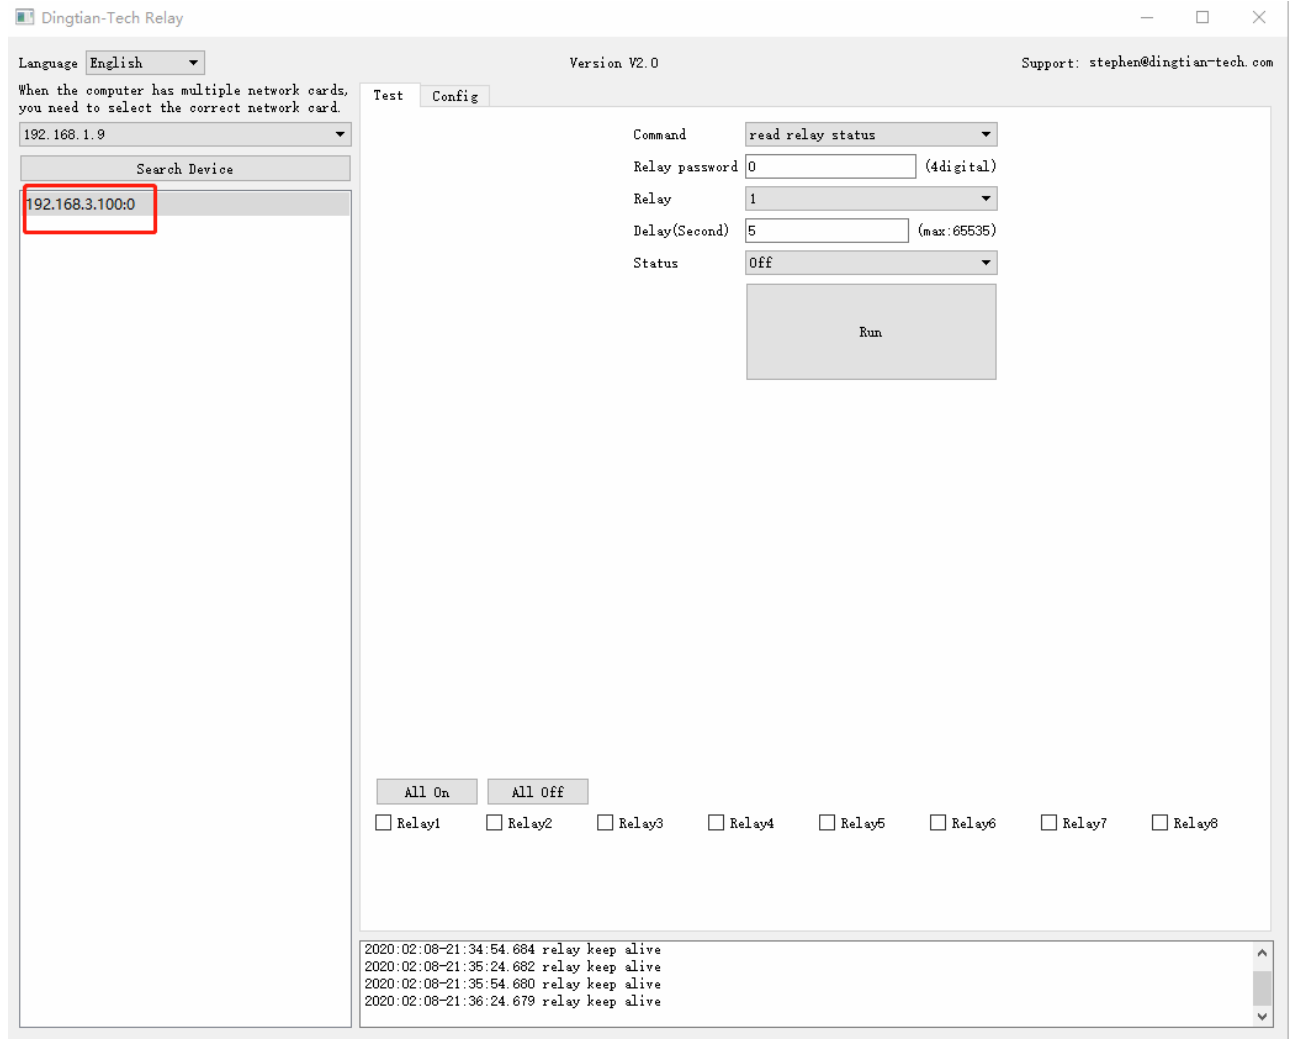 Dingtian-Tech Relay
Language English
Version V2.0
Support: stephen@dingtian-tech.com
When the computer has multiple network cards,
you need to select the correct network card.
192.168.1.9
Search Device
192.168.3.100:0
Test Config
Command read relay status
Relay password 0 (4digital)
Relay 1
Delay(Second) 5 (max:65535)
Status Off
Run
All On All Off
Relay1 Relay2 Relay3 Relay4 Relay5 Relay6 Relay7 Relay8
2020:02:08-21:34:54.684 relay keep alive
2020:02:08-21:35:24.682 relay keep alive
2020:02:08-21:35:54.680 relay keep alive
2020:02:08-21:36:24.679 relay keep alive